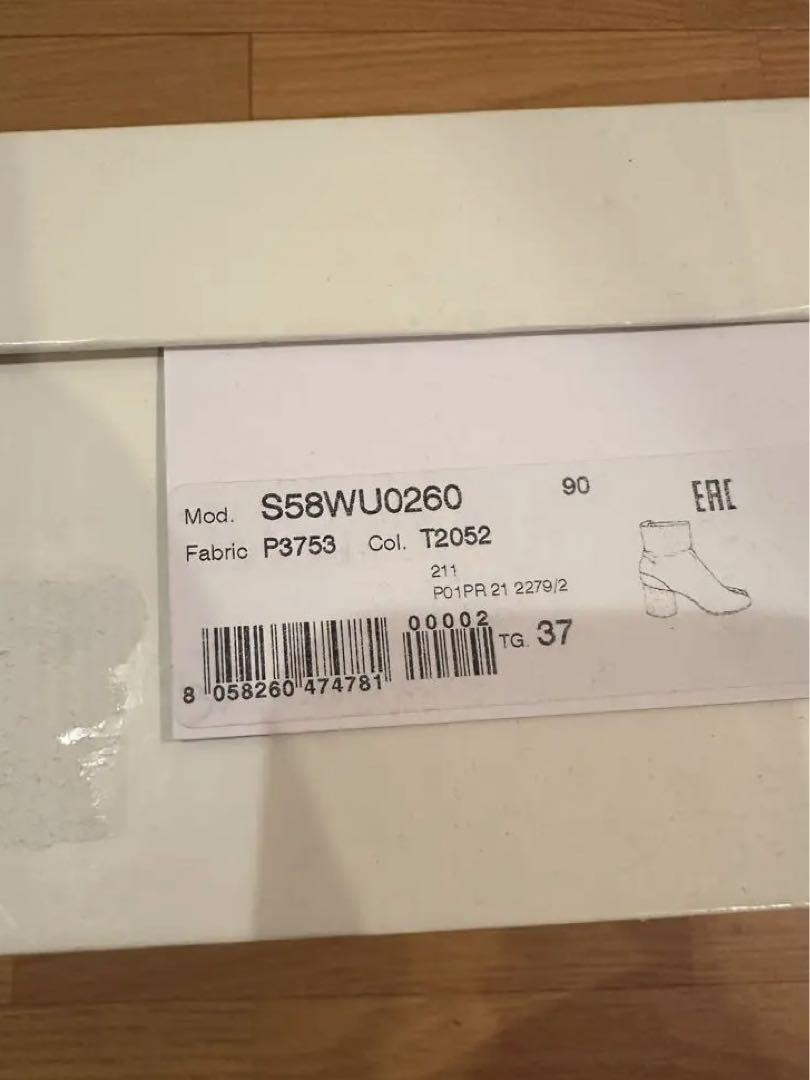 Mod. S58WU0260 90 EAC
Fabric P3753 Col. T2052
211
P01PR 21 2279/2
00002
TG. 37
8 058260 474781